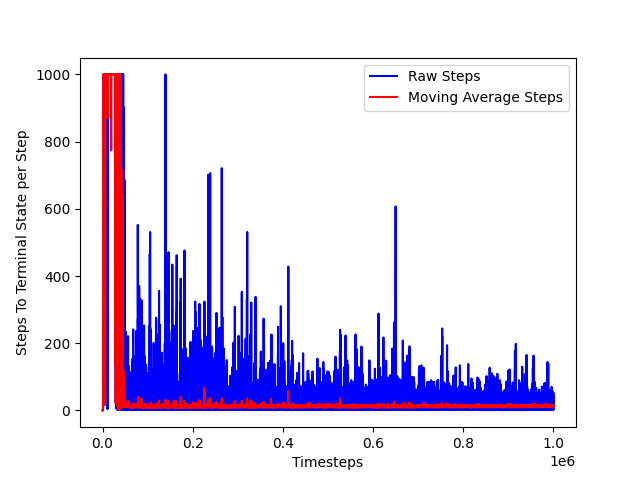 Raw Steps
Moving Average Steps
Steps To Terminal State per Step
1000
800
600
400
200
0
0.0 0.2 0.4 0.6 0.8 1.0
1e6
Timesteps